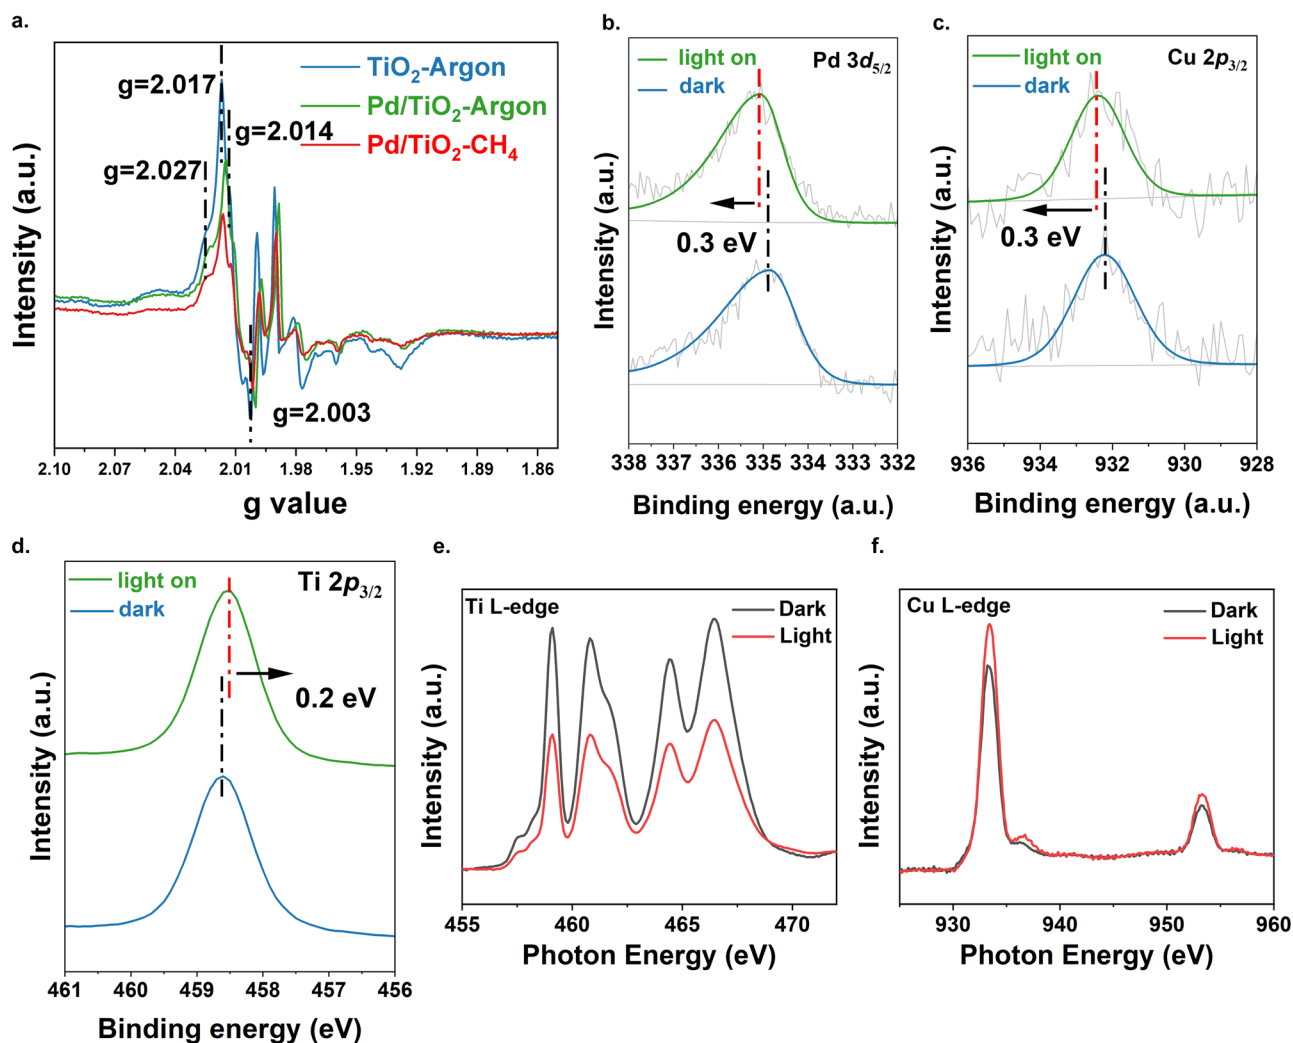 a.
g=2.017
g=2.014
g=2.027
g=2.003
TiO2-Argon
Pd/TiO2-Argon
Pd/TiO2-CH4
Intensity (a.u.)
2.10 2.07 2.04 2.01 1.98 1.95 1.92 1.89 1.86
g value
b.
light on
dark
Pd 3d5/2
0.3 eV
Intensity (a.u.)
338 337 336 335 334 333 332
Binding energy (a.u.)
c.
light on
dark
Cu 2p3/2
0.3 eV
Intensity (a.u.)
936 934 932 930 928
Binding energy (a.u.)
d.
light on
dark
Ti 2p3/2
0.2 eV
Intensity (a.u.)
461 460 459 458 457 456
Binding energy (eV)
e.
Ti L-edge
Dark
Light
Intensity (a.u.)
455 460 465 470
Photon Energy (eV)
f.
Cu L-edge
Dark
Light
Intensity (a.u.)
930 940 950 960
Photon Energy (eV)